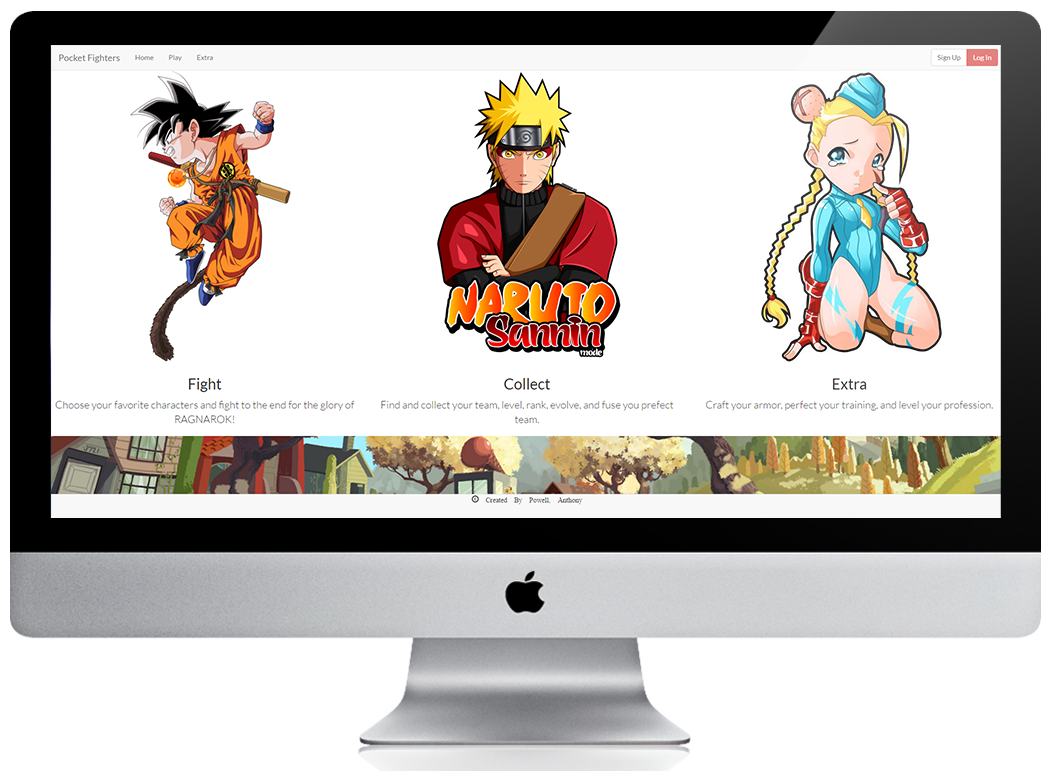 Pocket Fighters Home Play Extra Sign Up Log In
NARUTO
Sannin
mode
Fight
Choose your favorite characters and fight to the end for the glory of
RAGNAROK!
Collect
Find and collect your team, level, rank, evolve, and fuse you prefect
team.
Extra
Craft your armor, perfect your training, and level your profession.
Created By Powell, Anthony